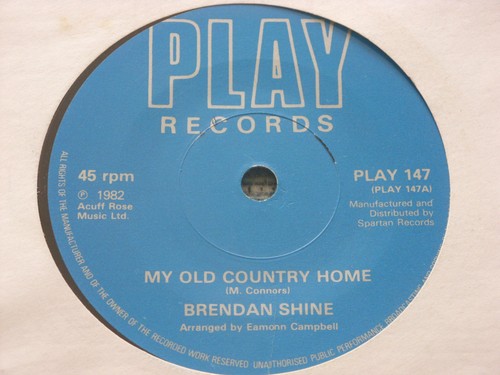 PLAY
RECORDS
45 rpm
℗ 1982
Acuff Rose
Music Ltd.
PLAY 147
(PLAY 147A)
Manufactured and
Distributed by
Spartan Records
MY OLD COUNTRY HOME
(M. Connors)
BRENDAN SHINE
Arranged by Eamonn Campbell
ALL RIGHTS OF THE MANUFACTURER AND OF THE OWNER OF THE RECORDED WORK RESERVED UNAUTHORISED PUBLIC PERFORMANCE BROADCASTING